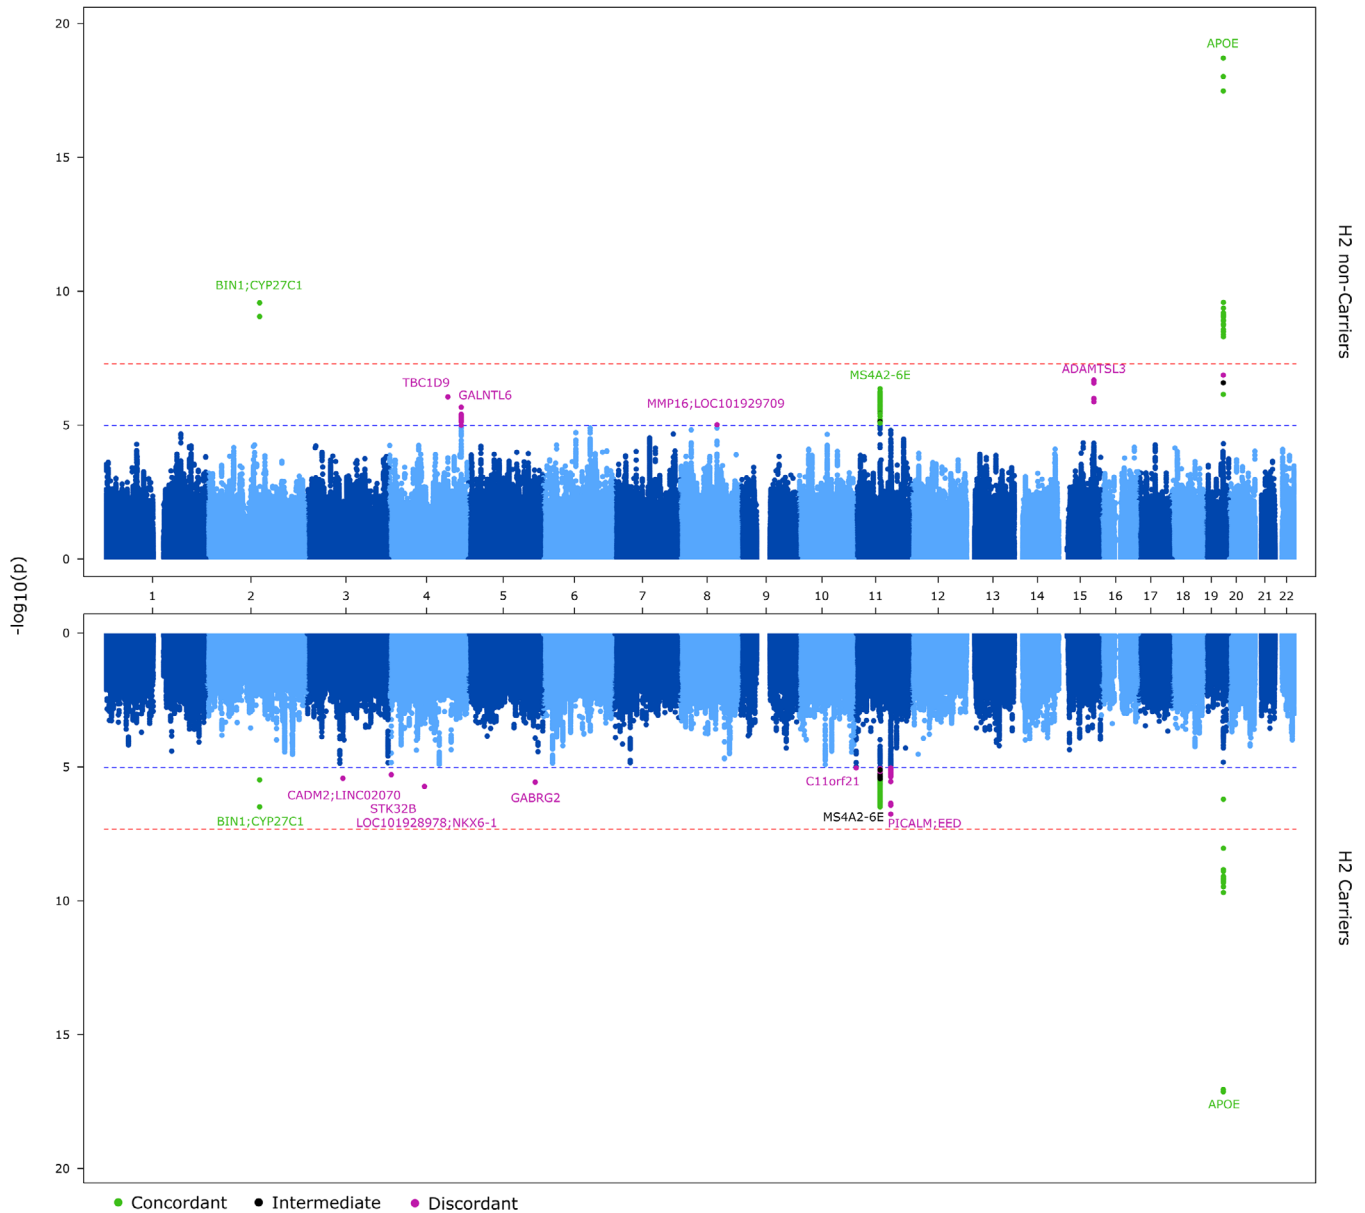 20
APOE
15
H2 non-Carriers
BIN1;CYP27C1
10
ADAMTSL3
MS4A2-6E
TBC1D9
GALNTL6
MMP16;LOC101929709
5
0
-log10(p)
1 2 3 4 5 6 7 8 9 10 11 12 13 14 15 16 17 18 19 20 21 22
0
5
C11orf21
CADM2;LINC02070
GABRG2
STK32B
MS4A2-6E
BIN1;CYP27C1
LOC101928978;NKX6-1
PICALM;EED
H2 Carriers
10
15
APOE
20
Concordant Intermediate Discordant